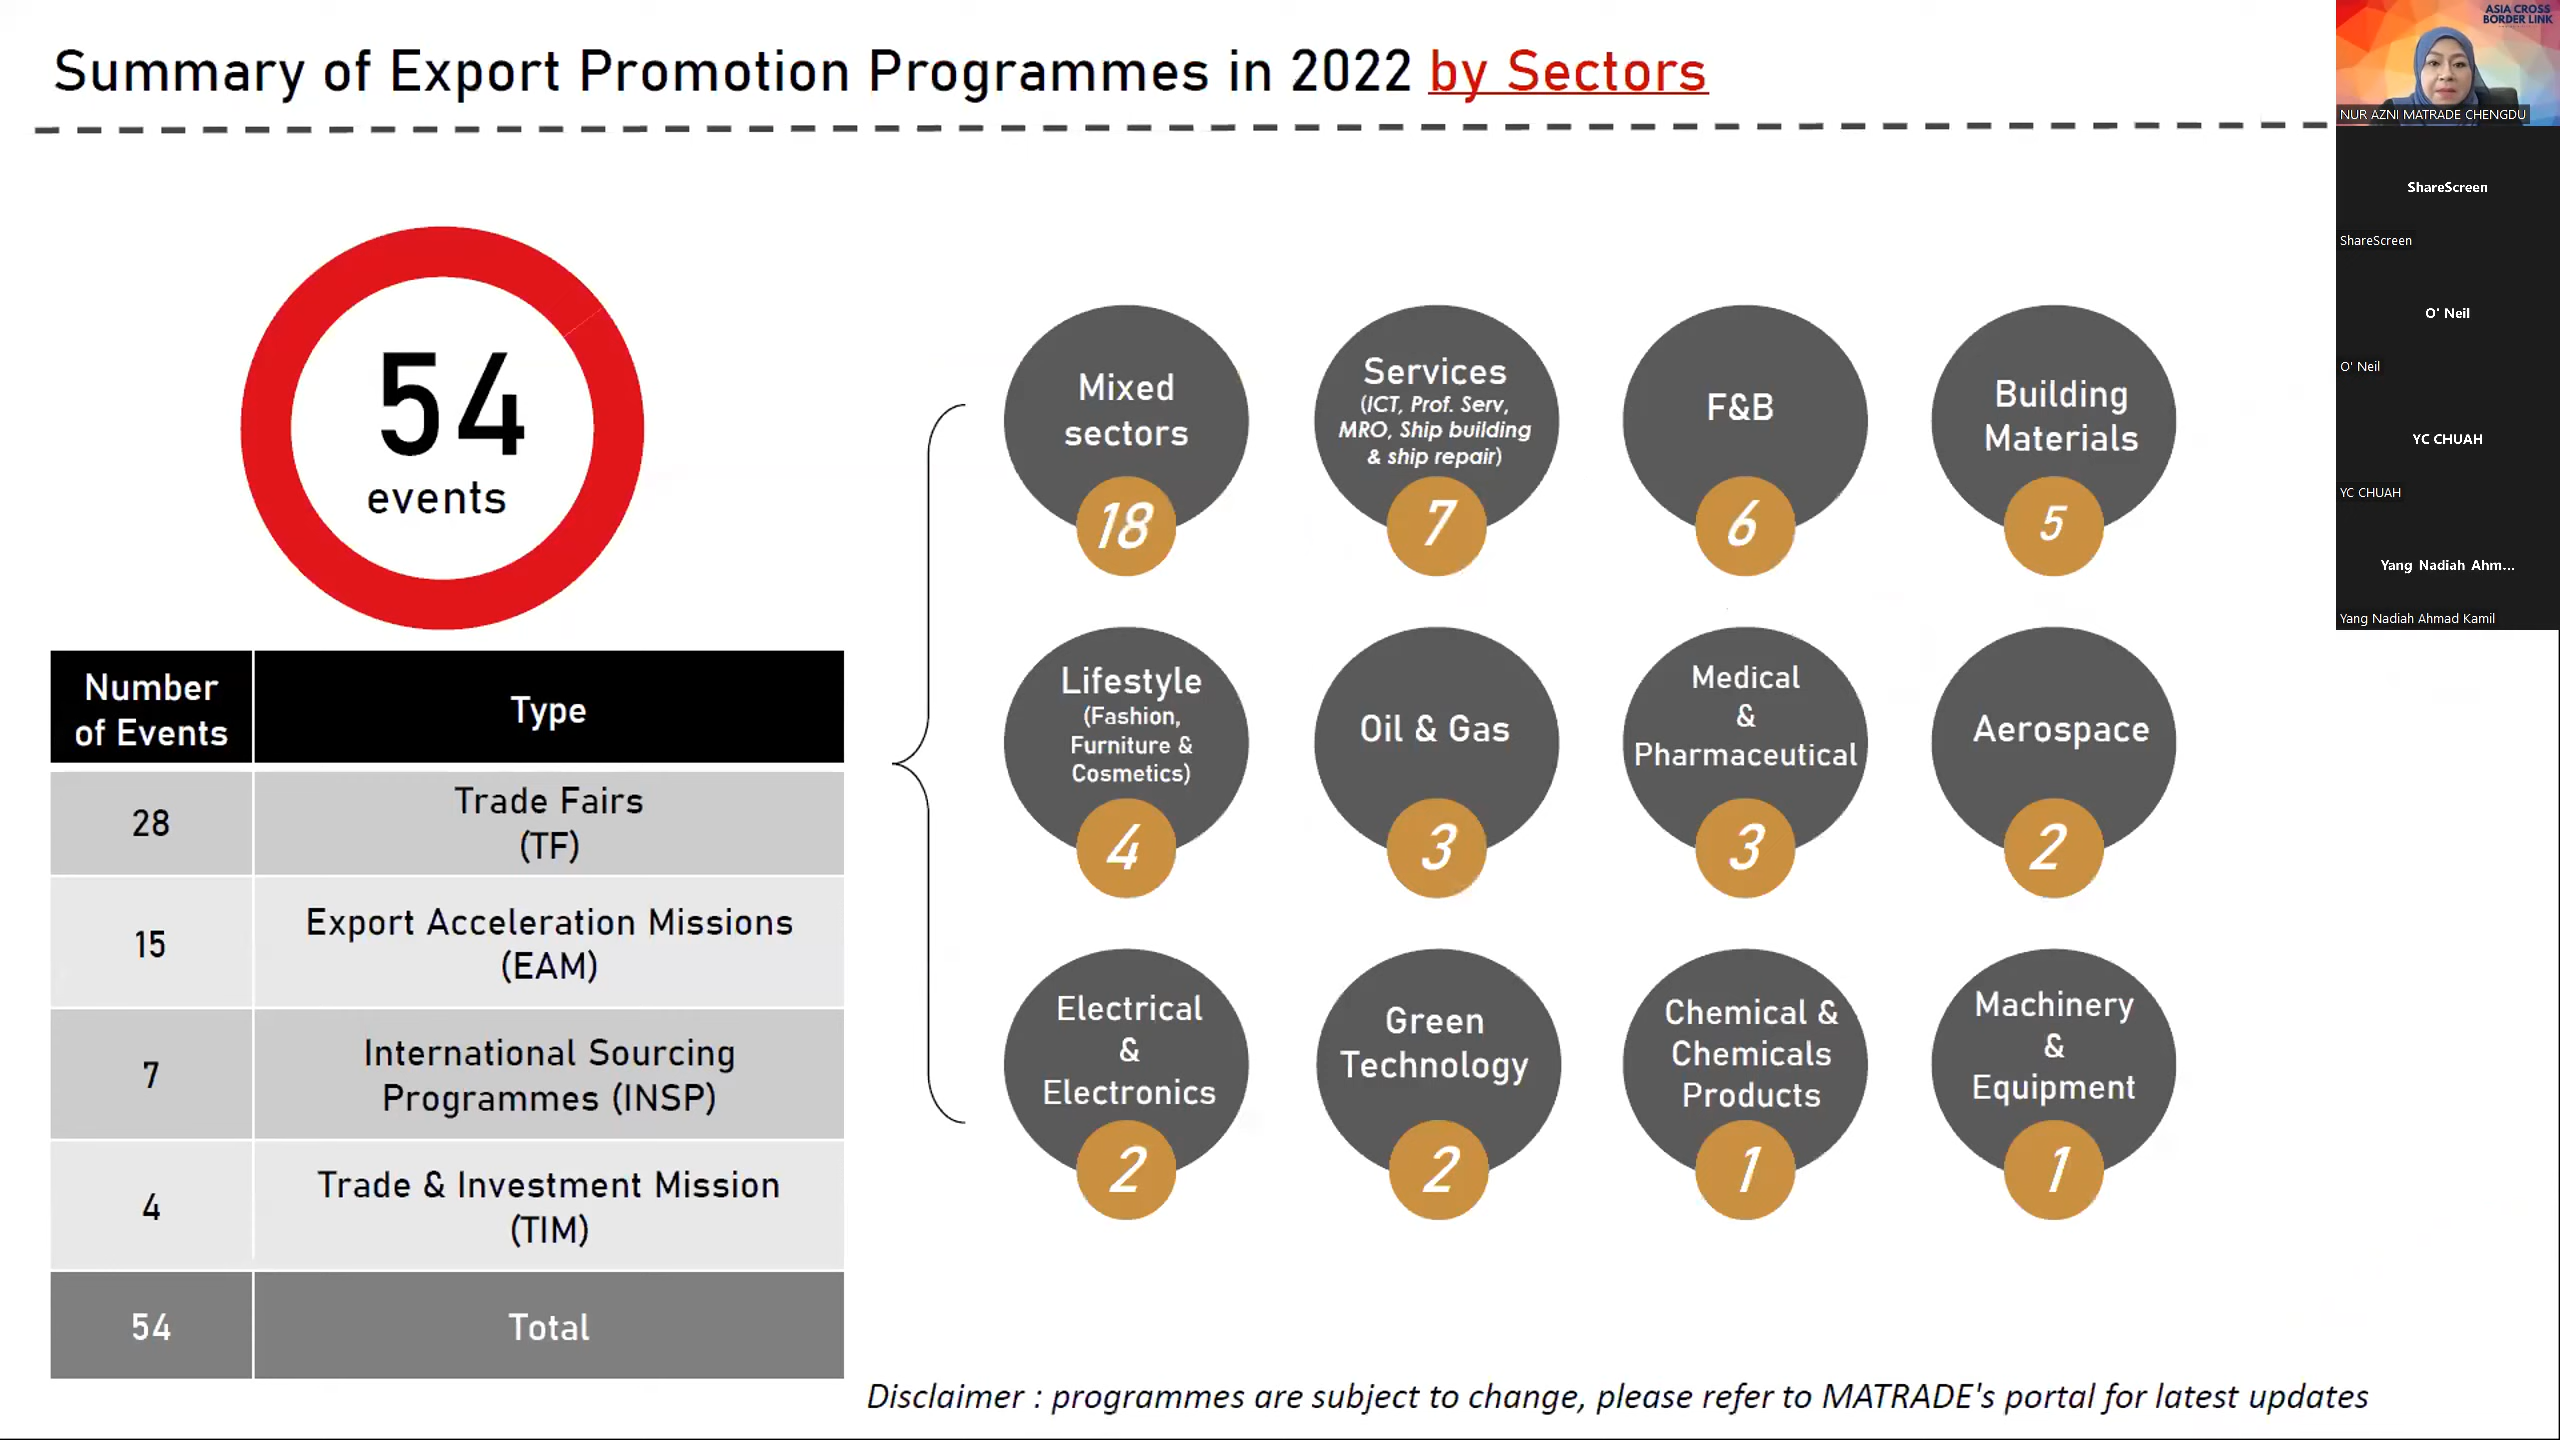 Summary of Export Promotion Programmes in 2022 by Sectors
54
events
Number
of Events
Type
28
Trade Fairs
(TF)
15
Export Acceleration Missions
(EAM)
7
International Sourcing
Programmes (INSP)
4
Trade & Investment Mission
(TIM)
54
Total
Mixed
sectors
18
Services
(ICT, Prof. Serv,
MRO, Ship building
& ship repair)
7
F&B
6
Building
Materials
5
Lifestyle
(Fashion,
Furniture &
Cosmetics)
4
Oil & Gas
3
Medical
&
Pharmaceutical
3
Aerospace
2
Electrical
&
Electronics
2
Green
Technology
2
Chemical &
Chemicals
Products
1
Machinery
&
Equipment
1
Disclaimer : programmes are subject to change, please refer to MATRADE's portal for latest updates
ASIA CROSS
BORDER LINK
NUR AZNI MATRADE CHENGDU
ShareScreen
ShareScreen
O' Neil
O' Neil
YC CHUAH
YC CHUAH
Yang Nadiah Ahm...
Yang Nadiah Ahmad Kamil